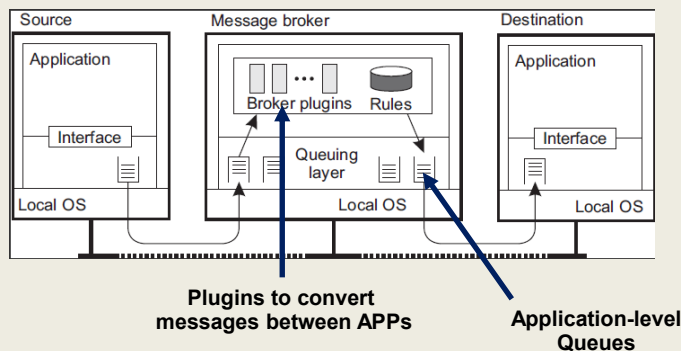 Source
Message broker
Destination
Application
Broker plugins
Rules
Application
Interface
Queuing
layer
Interface
Local OS
Local OS
Local OS
Plugins to convert
messages between APPs
Application-level
Queues